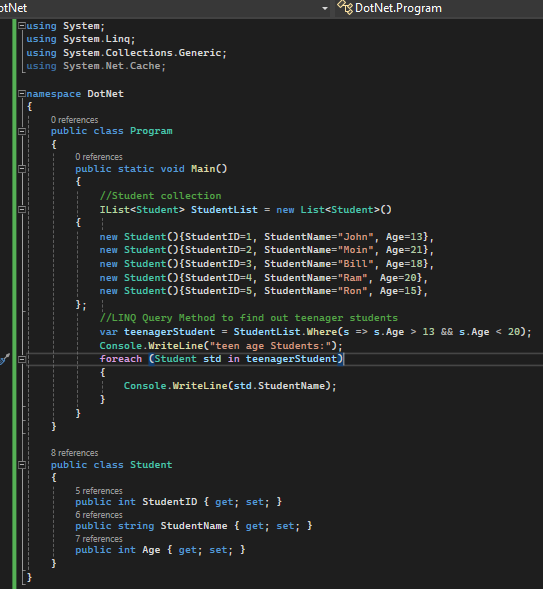 otNet
DotNet.Program
using System;
using System.Linq;
using System.Collections.Generic;
using System.Net.Cache;
namespace DotNet
{
0 references
public class Program
{
0 references
public static void Main()
{
//Student collection
IList<Student> StudentList = new List<Student>()
{
new Student(){StudentID=1, StudentName="John", Age=13},
new Student(){StudentID=2, StudentName="Moin", Age=21},
new Student(){StudentID=3, StudentName="Bill", Age=18},
new Student(){StudentID=4, StudentName="Ram", Age=20},
new Student(){StudentID=5, StudentName="Ron", Age=15},
};
//LINQ Query Method to find out teenager students
var teenagerStudent = StudentList.Where(s => s.Age > 13 && s.Age < 20);
Console.WriteLine("teen age Students:");
foreach (Student std in teenagerStudent)
{
Console.WriteLine(std.StudentName);
}
}
}
8 references
public class Student
{
5 references
public int StudentID { get; set; }
6 references
public string StudentName { get; set; }
7 references
public int Age { get; set; }
}
}